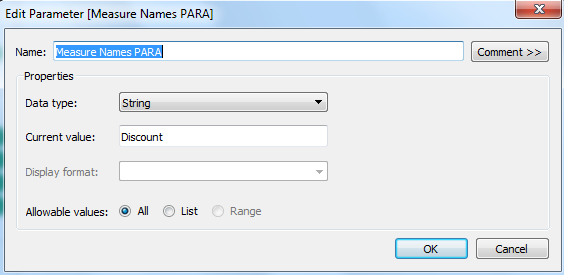 Edit Parameter [Measure Names PARA]
Name: Measure Names PARA Comment >>
Properties
Data type: String
Current value: Discount
Display format:
Allowable values: All List Range
OK Cancel